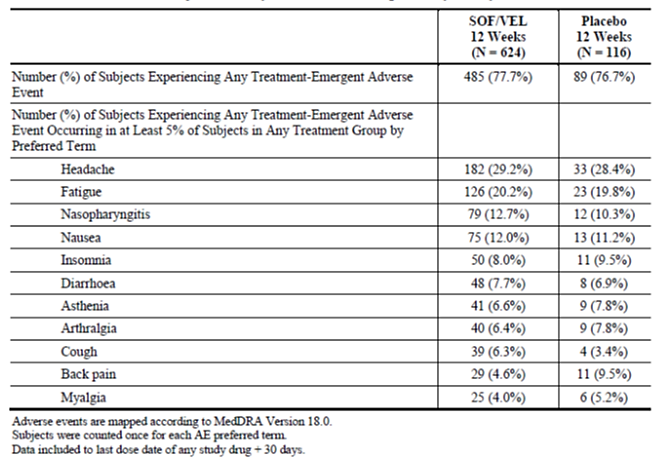 SOF/VEL
12 Weeks
(N = 624)
Placebo
12 Weeks
(N = 116)
Number (%) of Subjects Experiencing Any Treatment-Emergent Adverse
Event
485 (77.7%) 89 (76.7%)
Number (%) of Subjects Experiencing Any Treatment-Emergent Adverse
Event Occurring in at Least 5% of Subjects in Any Treatment Group by
Preferred Term
Headache 182 (29.2%) 33 (28.4%)
Fatigue 126 (20.2%) 23 (19.8%)
Nasopharyngitis 79 (12.7%) 12 (10.3%)
Nausea 75 (12.0%) 13 (11.2%)
Insomnia 50 (8.0%) 11 (9.5%)
Diarrhoea 48 (7.7%) 8 (6.9%)
Asthenia 41 (6.6%) 9 (7.8%)
Arthralgia 40 (6.4%) 9 (7.8%)
Cough 39 (6.3%) 4 (3.4%)
Back pain 29 (4.6%) 11 (9.5%)
Myalgia 25 (4.0%) 6 (5.2%)
Adverse events are mapped according to MedDRA Version 18.0.
Subjects were counted once for each AE preferred term.
Data included to last dose date of any study drug + 30 days.